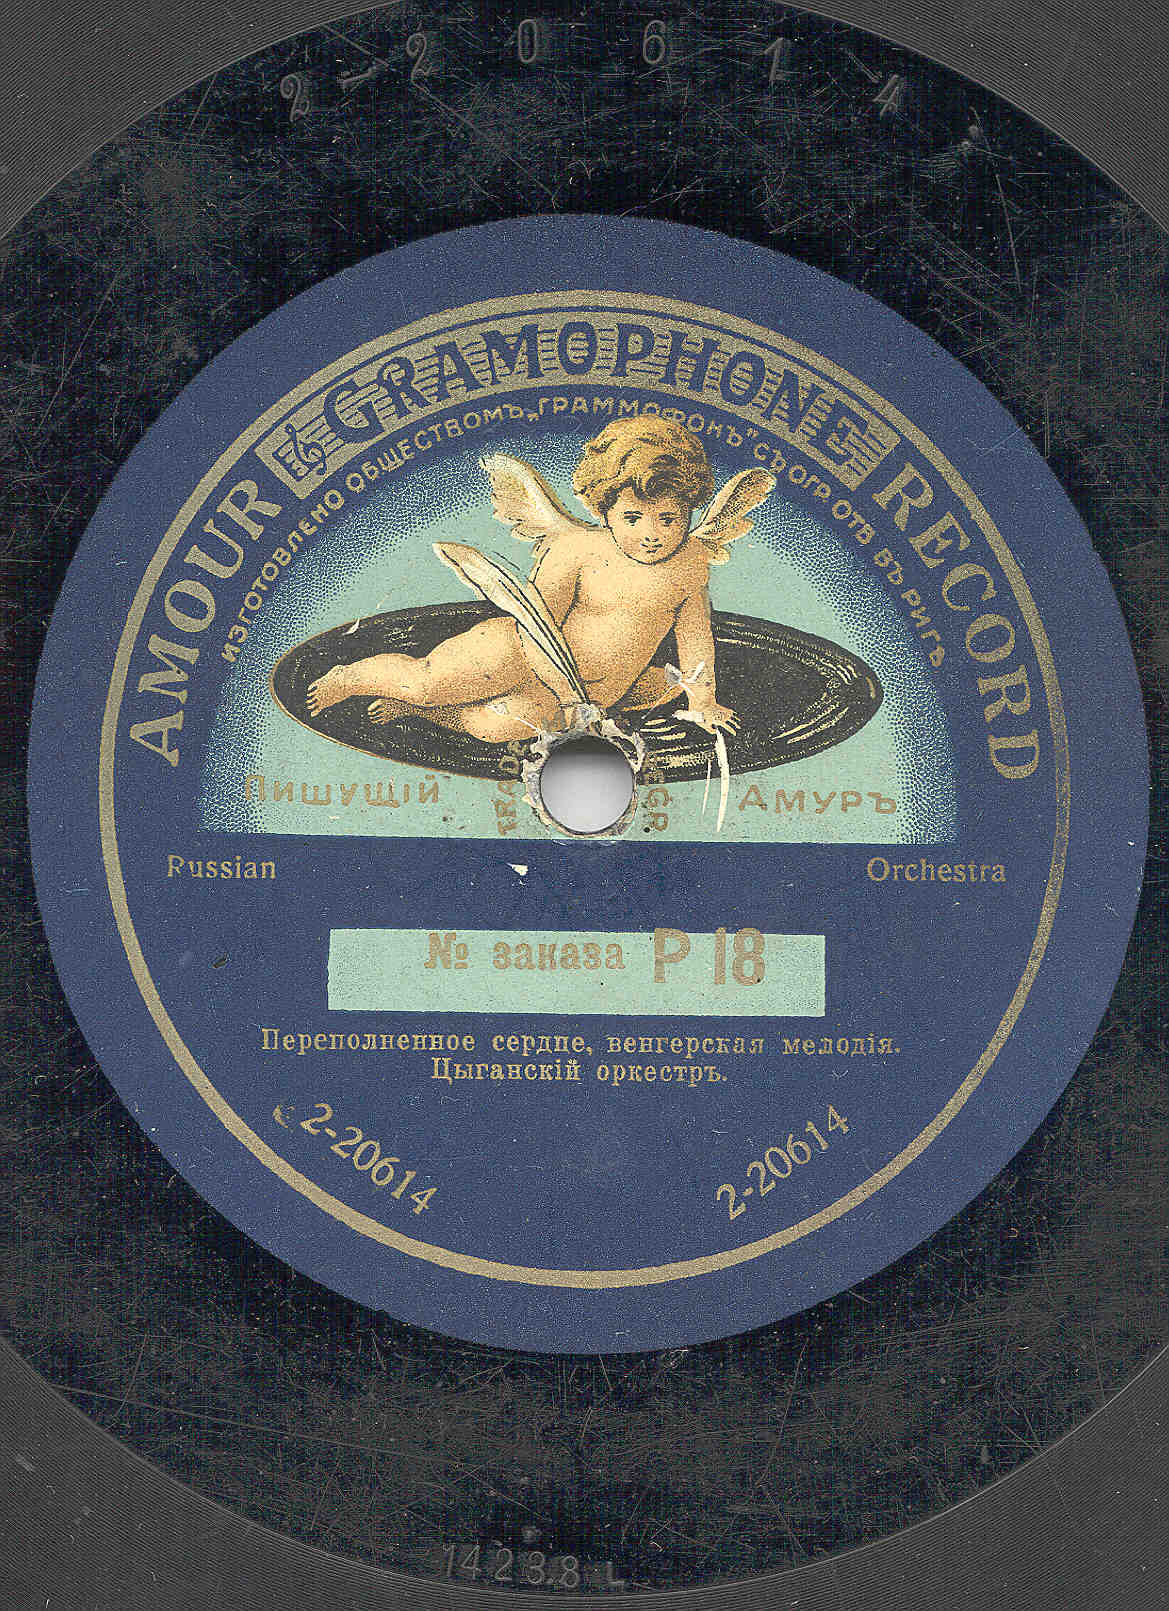 2-20614
AMOUR GRAMOPHONE RECORD
ИЗГОТОВЛЕНО ОБЩЕСТВОМЪ „ГРАММОФОНЪ" СЪ ОГР. ОТВ. ВЪ РИГѢ
ПИШУЩІЙ АМУРЪ
TRADE
Russian Orchestra
№ заказа Р 18
Переполненное сердце, венгерская мелодія.
Цыганскій оркестръ.
2-20614 2-20614
14238 L